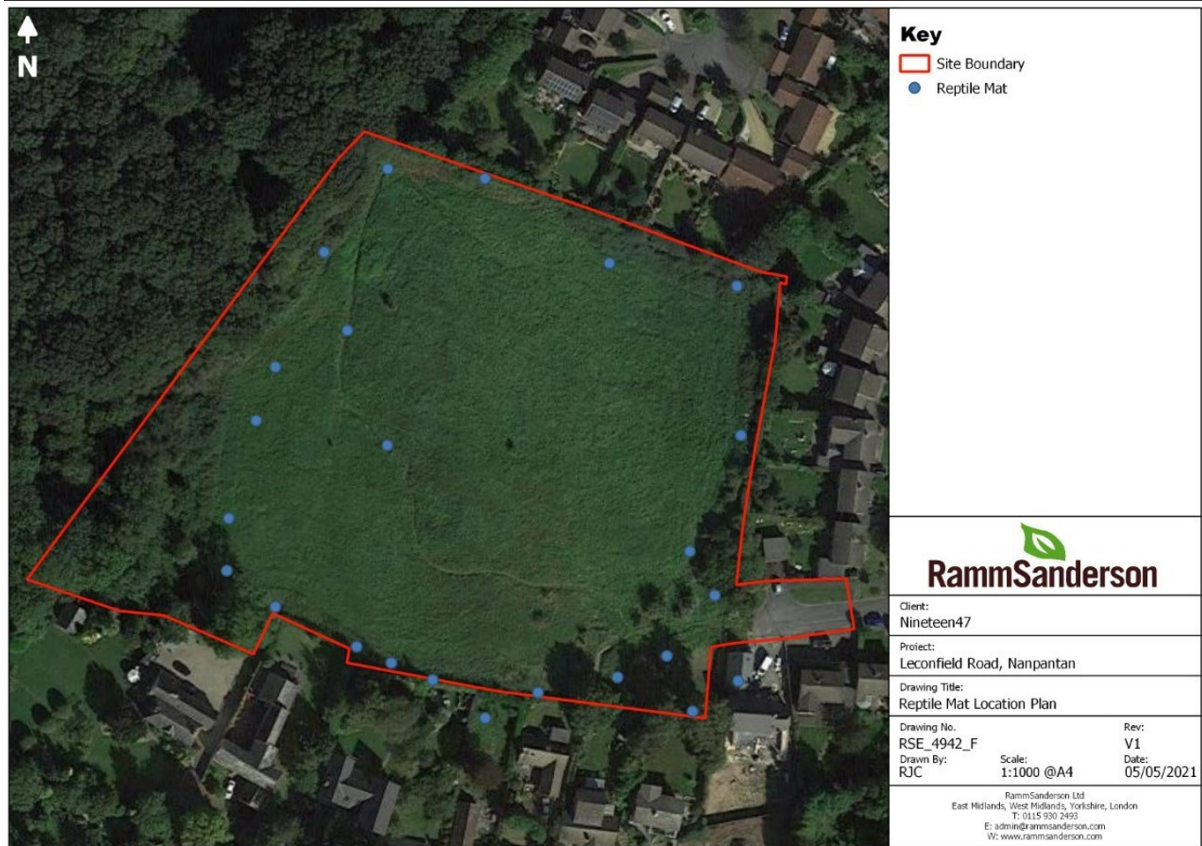 N
Key
Site Boundary
Reptile Mat
RammSanderson
Client:
Nineteen47
Project:
Leconfield Road, Nanpantan
Drawing Title:
Reptile Mat Location Plan
Drawing No. Rev:
RSE_4942_F V1
Drawn By: Scale: Date:
RJC 1:1000 @A4 05/05/2021
RammSanderson Ltd
East Midlands, West Midlands, Yorkshire, London
T: 0115 930 2493
E: admin@rammsanderson.com
W: www.rammsanderson.com